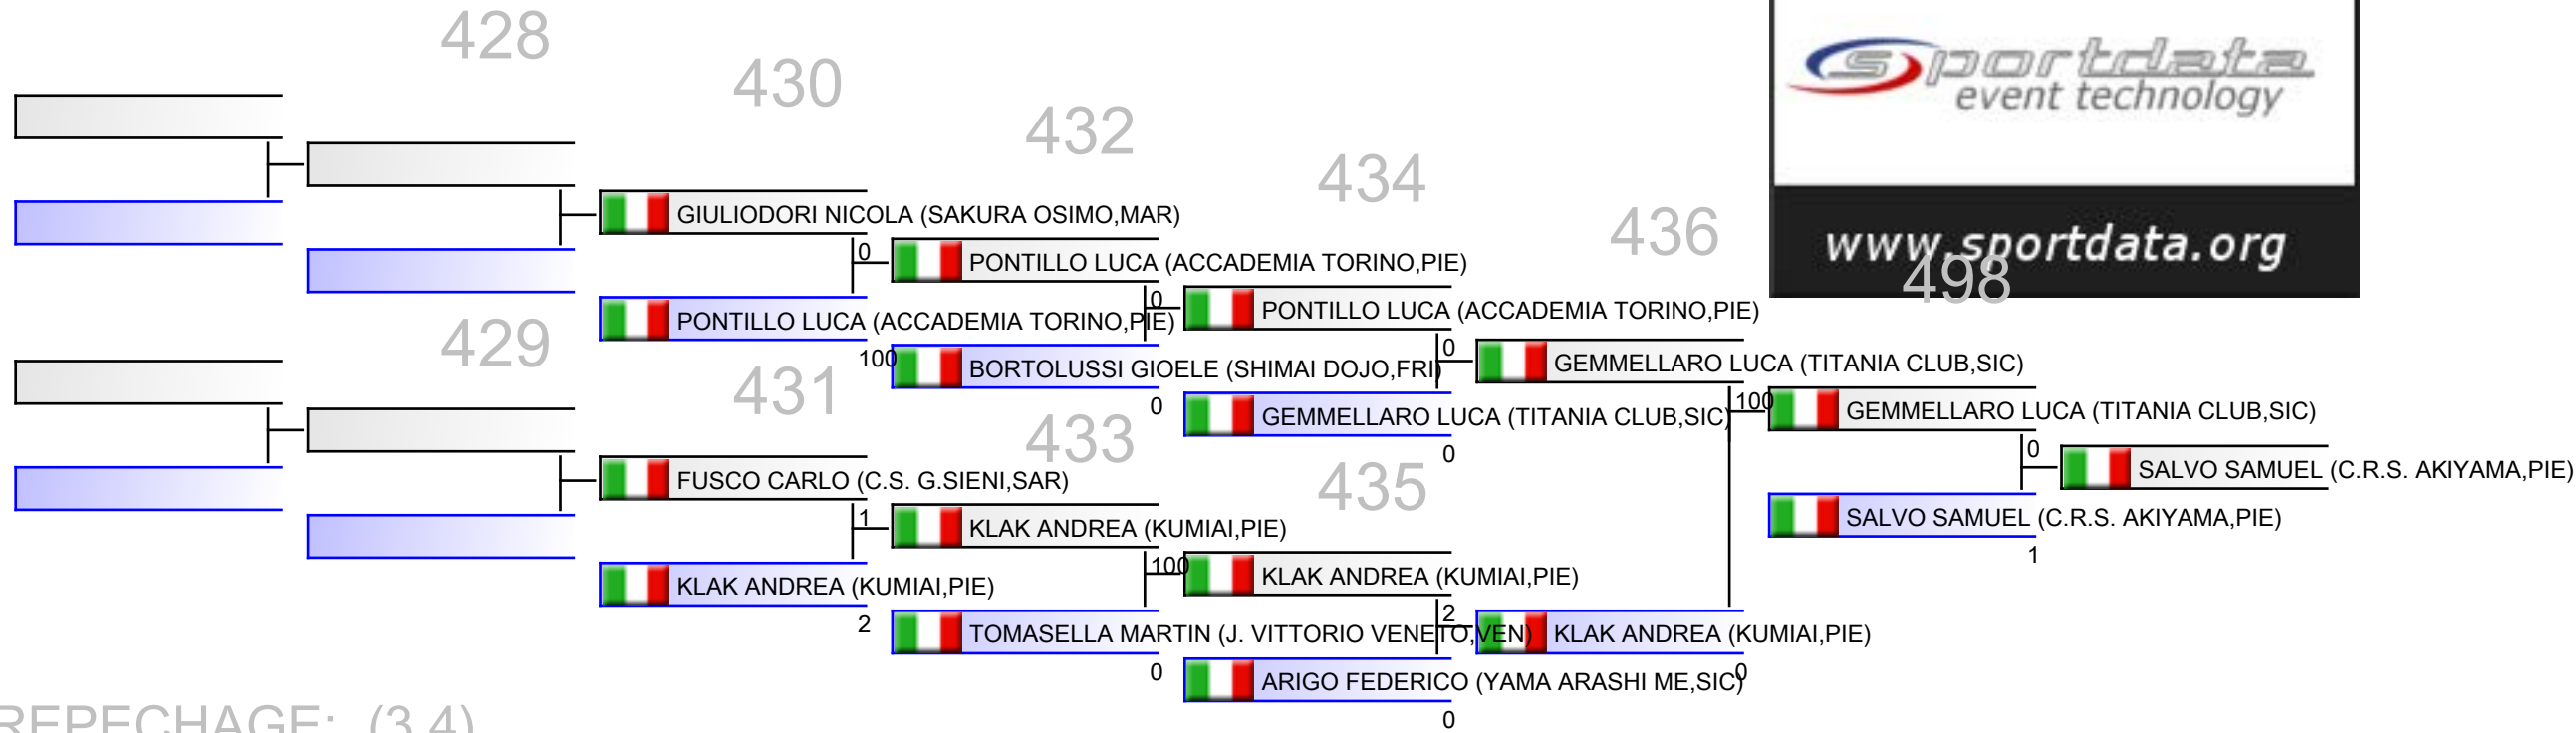 428
430
432
434
436
sportdata
event technology
www.sportdata.org
498
GIULIODORI NICOLA (SAKURA OSIMO,MAR)
0
PONTILLO LUCA (ACCADEMIA TORINO,PIE)
0
PONTILLO LUCA (ACCADEMIA TORINO,PIE)
PONTILLO LUCA (ACCADEMIA TORINO,PIE)
100
BORTOLUSSI GIOELE (SHIMAI DOJO,FRI)
0
0
GEMMELLARO LUCA (TITANIA CLUB,SIC)
GEMMELLARO LUCA (TITANIA CLUB,SIC)
0
100
GEMMELLARO LUCA (TITANIA CLUB,SIC)
0
SALVO SAMUEL (C.R.S. AKIYAMA,PIE)
SALVO SAMUEL (C.R.S. AKIYAMA,PIE)
1
429
431
433
435
FUSCO CARLO (C.S. G.SIENI,SAR)
1
KLAK ANDREA (KUMIAI,PIE)
100
KLAK ANDREA (KUMIAI,PIE)
KLAK ANDREA (KUMIAI,PIE)
2
TOMASELLA MARTIN (J. VITTORIO VENETO,VEN)
0
2
KLAK ANDREA (KUMIAI,PIE)
0
ARIGO FEDERICO (YAMA ARASHI ME,SIC)
0
REPECHAGE: (3.4)